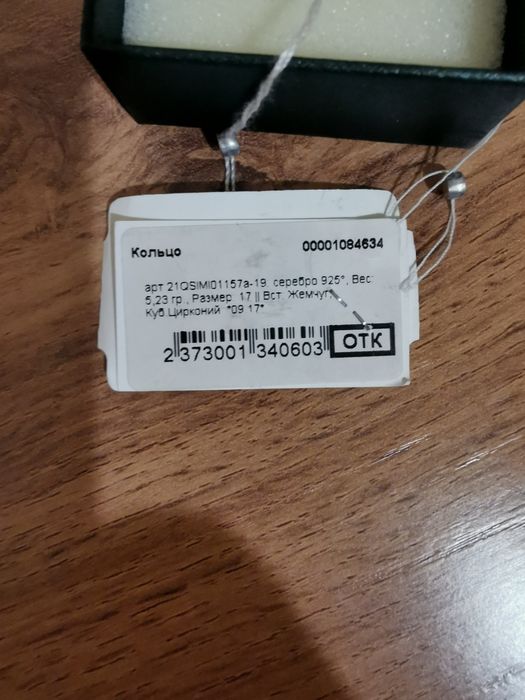 Кольцо 00001084634
арт 21QSIMI01157a-19, серебро 925°, Вес:
5,23 гр., Размер: 17 || Вст: Жемчуг,
Куб.Цирконий *09 17*
2 373001 340603 ОТК